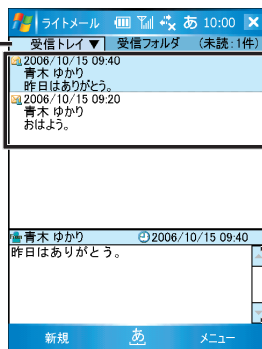 ライトメール あ 10:00
受信トレイ ▼ 受信フォルダ (未読:1件)
2006/10/15 09:40
青木 ゆかり
昨日はありがとう。
2006/10/15 09:20
青木 ゆかり
おはよう。
青木 ゆかり 2006/10/15 09:40
昨日はありがとう。
新規 あ メニュー